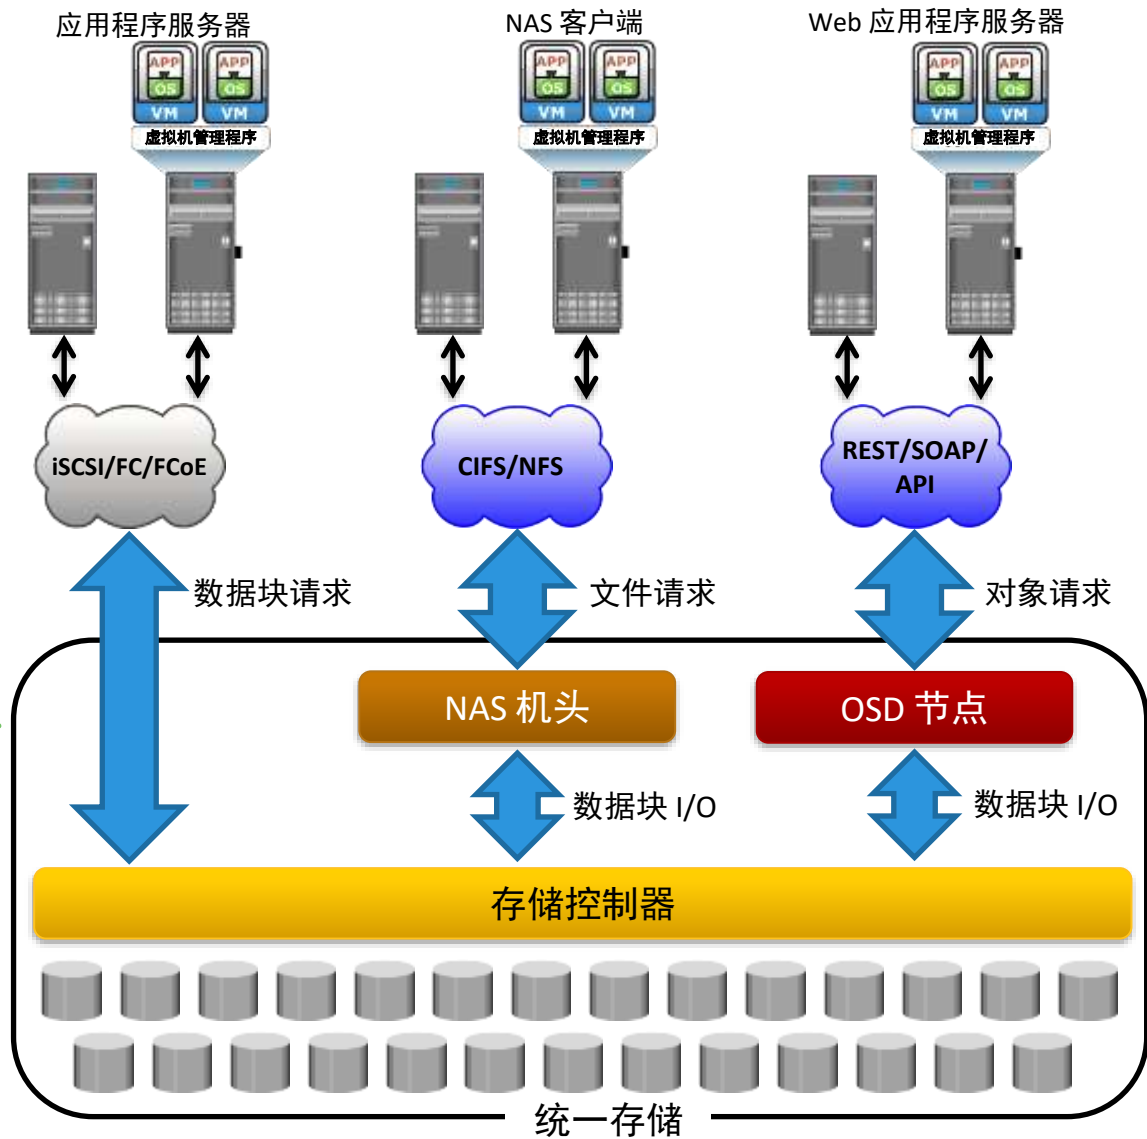 应用程序服务器
NAS 客户端
Web 应用程序服务器
APP
APP
OS
OS
VM
VM
虚拟机管理程序
APP
APP
OS
OS
VM
VM
虚拟机管理程序
APP
APP
OS
OS
VM
VM
虚拟机管理程序
iSCSI/FC/FCoE
CIFS/NFS
REST/SOAP/
API
数据块请求
文件请求
对象请求
NAS 机头
OSD 节点
数据块 I/O
数据块 I/O
存储控制器
统一存储